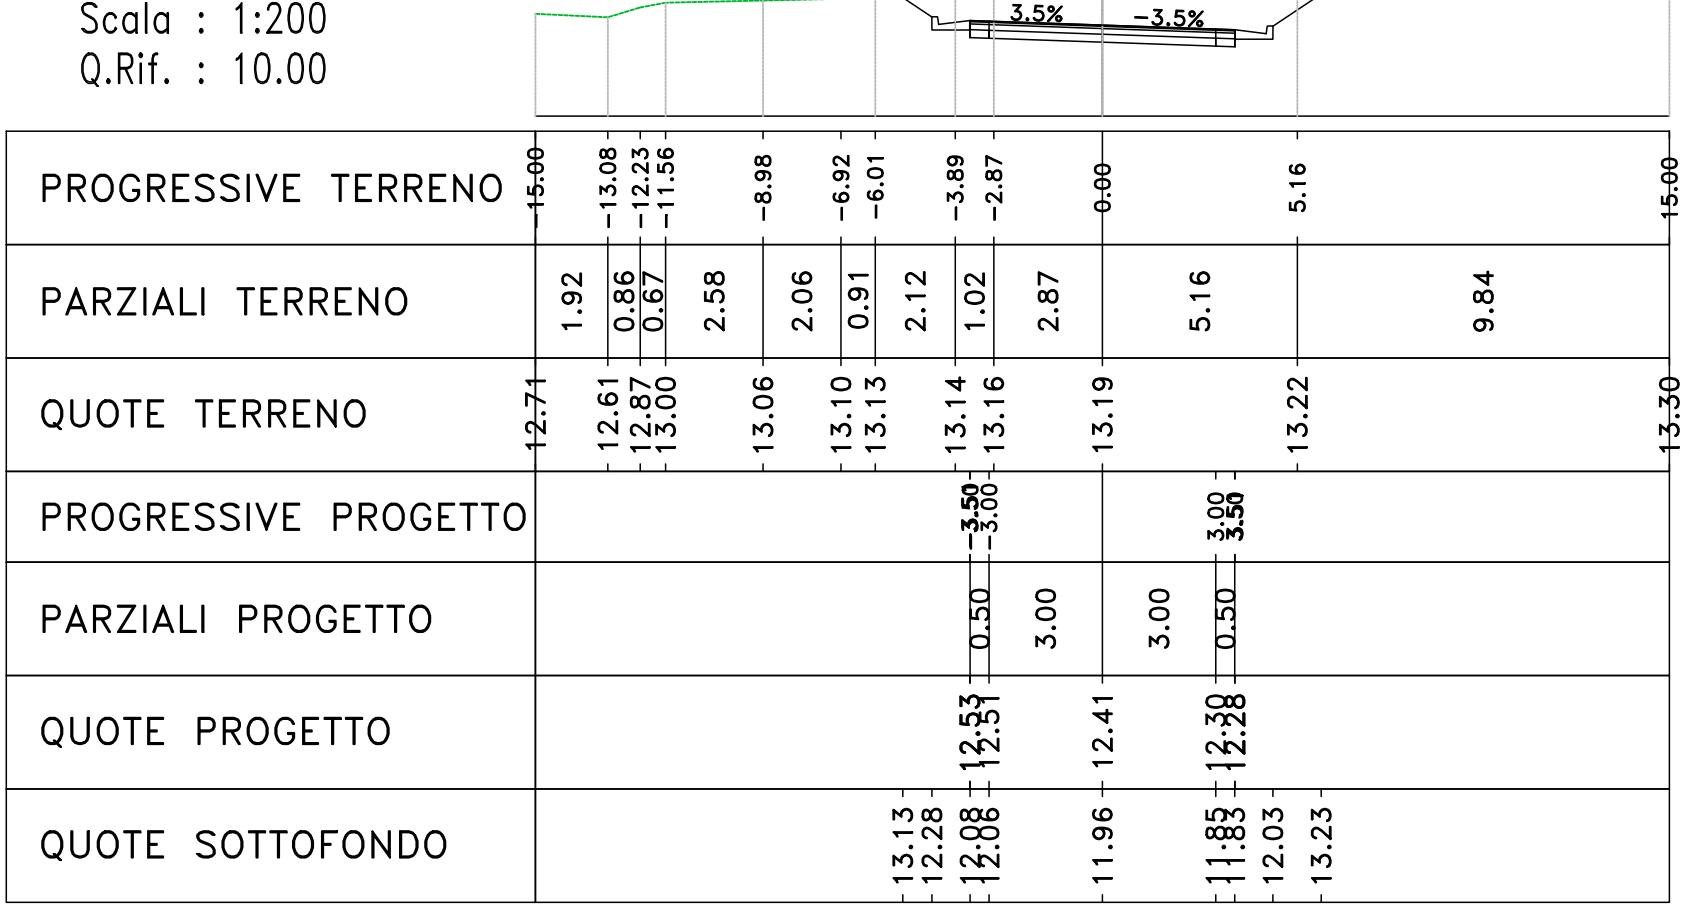 3.5% −3.5%
Scala : 1:200
Q.Rif. : 10.00
PROGRESSIVE TERRENO −15.00 −13.08 −12.23 −11.56 −8.98 −6.92 −6.01 −3.89 −2.87 0.00 5.16 15.00
PARZIALI TERRENO 1.92 0.86 0.67 2.58 2.06 0.91 2.12 1.02 2.87 5.16 9.84
QUOTE TERRENO 12.71 12.61 12.87 13.00 13.06 13.10 13.13 13.14 13.16 13.19 13.22 13.30
PROGRESSIVE PROGETTO −3.50 −3.00 3.00 3.50
PARZIALI PROGETTO 0.50 3.00 3.00 0.50
QUOTE PROGETTO 12.53 12.51 12.41 12.30 12.28
QUOTE SOTTOFONDO 13.13 12.28 12.08 12.06 11.96 11.85 11.83 12.03 13.23